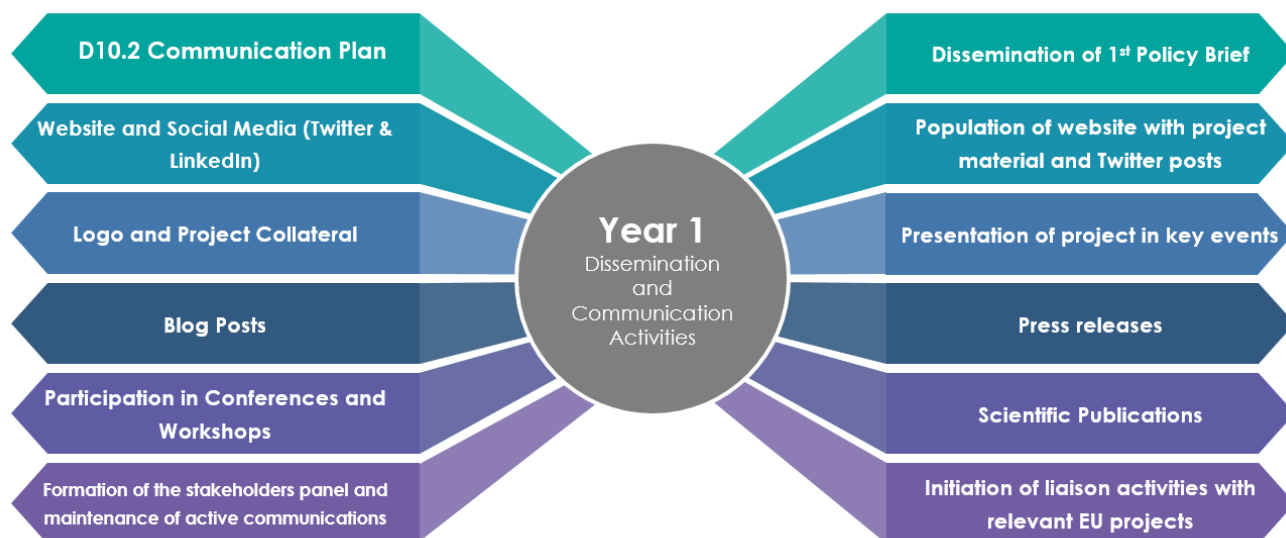 D10.2 Communication Plan
Website and Social Media (Twitter &
LinkedIn)
Logo and Project Collateral
Blog Posts
Participation in Conferences and
Workshops
Formation of the stakeholders panel and
maintenance of active communications
Year 1
Dissemination
and
Communication
Activities
Dissemination of 1st Policy Brief
Population of website with project
material and Twitter posts
Presentation of project in key events
Press releases
Scientific Publications
Initiation of liaison activities with
relevant EU projects